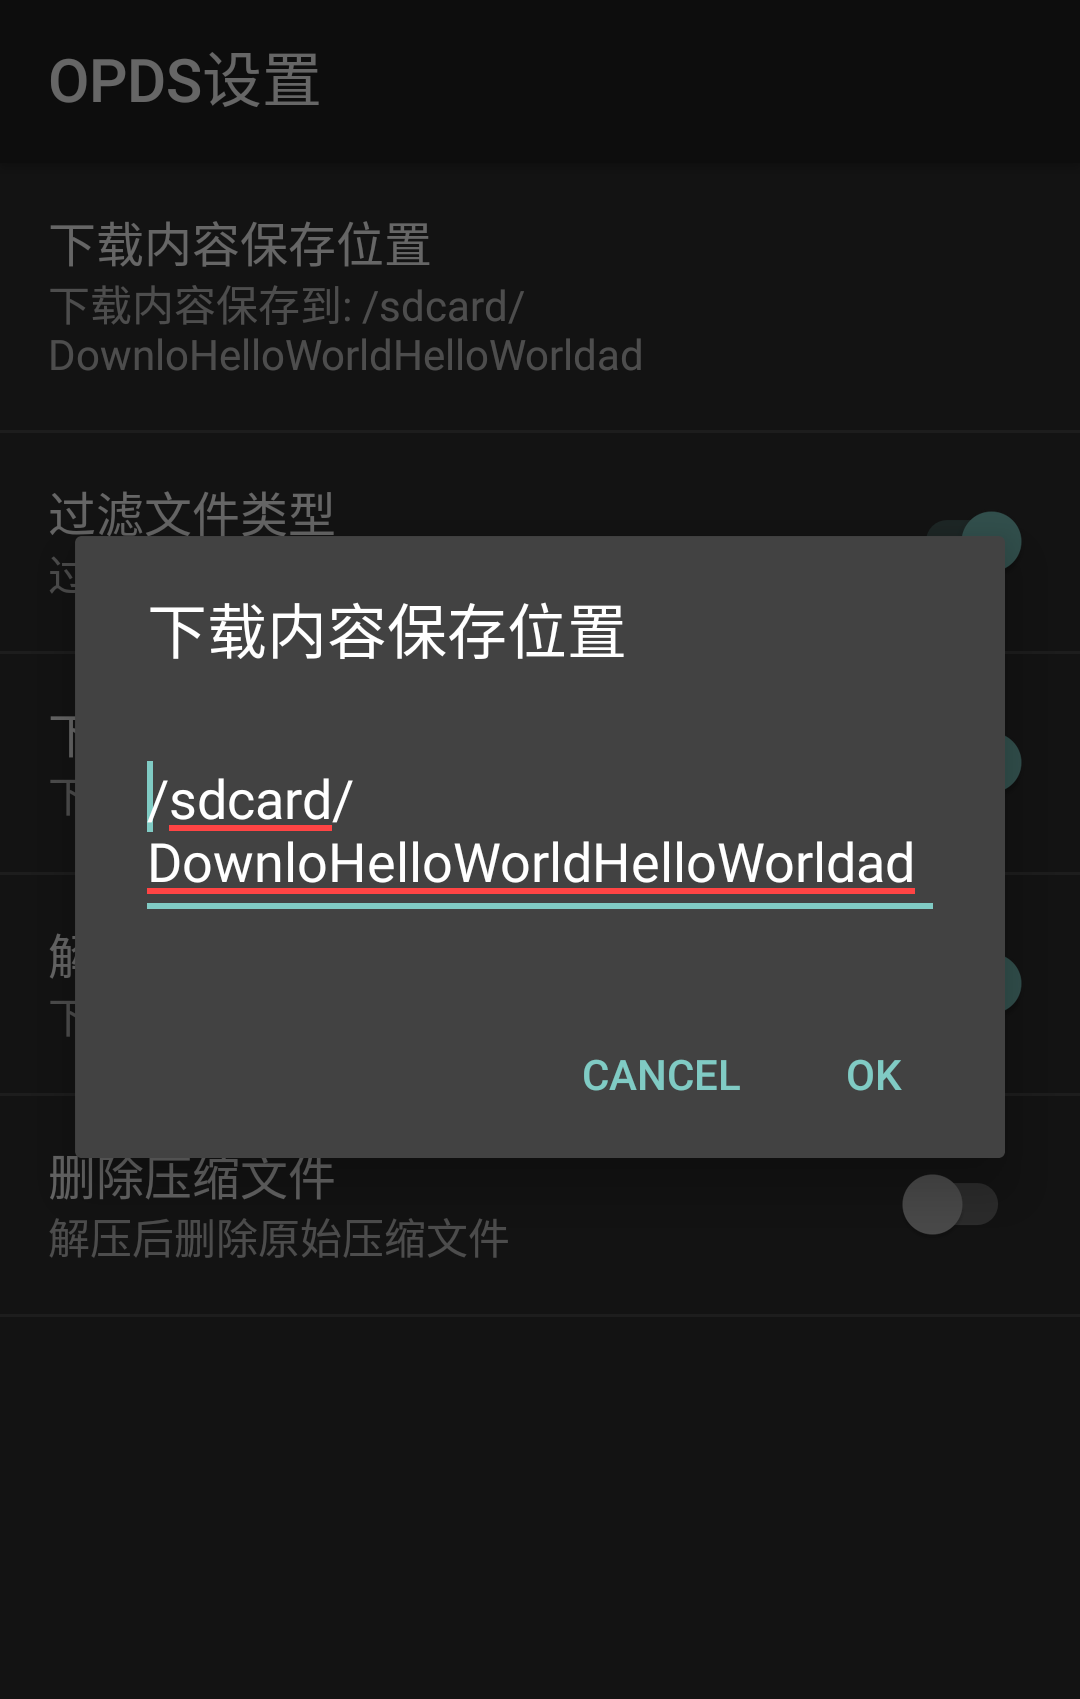 OPDS设置
下载内容保存位置
下载内容保存到: /sdcard/
DownloHelloWorldHelloWorldad
过滤文件类型
过
下载内容保存位置
/sdcard/
DownloHelloWorldHelloWorldad
下
下
解
下
CANCEL OK
删除压缩文件
解压后删除原始压缩文件